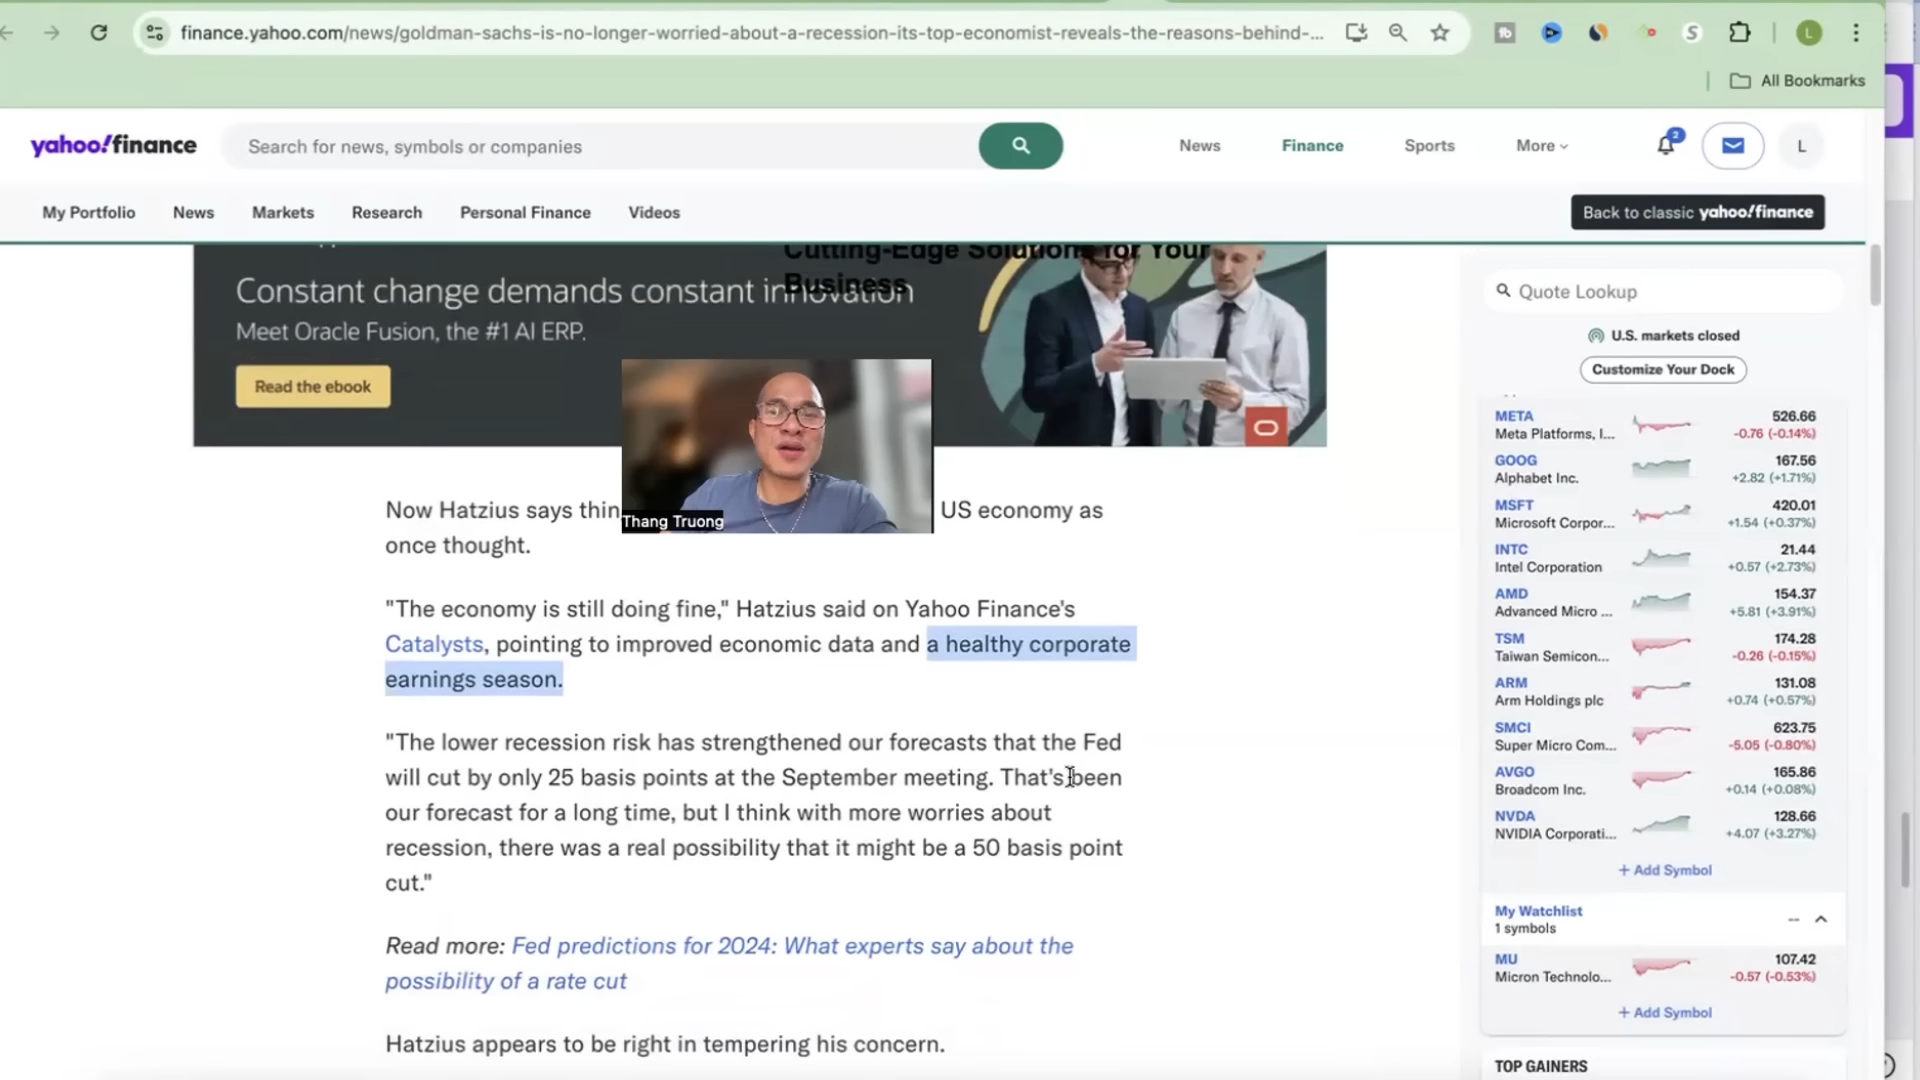 finance.yahoo.com/news/goldman-sachs-is-no-longer-worried-about-a-recession-its-top-economist-reveals-the-reasons-behind-...
L
All Bookmarks
yahoo!finance
Search for news, symbols or companies
News
Finance
Sports
More
2
L
My Portfolio
News
Markets
Research
Personal Finance
Videos
Back to classic yahoo!finance
Cutting-Edge Solutions for Your
Business
Constant change demands constant innovation
Meet Oracle Fusion, the #1 AI ERP.
Read the ebook
Thang Truong
Now Hatzius says thin
US economy as
once thought.
"The economy is still doing fine," Hatzius said on Yahoo Finance's
Catalysts, pointing to improved economic data and a healthy corporate
earnings season.
"The lower recession risk has strengthened our forecasts that the Fed
will cut by only 25 basis points at the September meeting. That's been
our forecast for a long time, but I think with more worries about
recession, there was a real possibility that it might be a 50 basis point
cut."
Read more: Fed predictions for 2024: What experts say about the
possibility of a rate cut
Hatzius appears to be right in tempering his concern.
Quote Lookup
U.S. markets closed
Customize Your Dock
META 526.66
Meta Platforms, I... -0.76 (-0.14%)
GOOG 167.56
Alphabet Inc. +2.82 (+1.71%)
MSFT 420.01
Microsoft Corpor... +1.54 (+0.37%)
INTC 21.44
Intel Corporation +0.57 (+2.73%)
AMD 154.37
Advanced Micro ... +5.81 (+3.91%)
TSM 174.28
Taiwan Semicon... -0.26 (-0.15%)
ARM 131.08
Arm Holdings plc +0.74 (+0.57%)
SMCI 623.75
Super Micro Com... -5.05 (-0.80%)
AVGO 165.86
Broadcom Inc. +0.14 (+0.08%)
NVDA 128.66
NVIDIA Corporati... +4.07 (+3.27%)
+ Add Symbol
My Watchlist --
1 symbols
MU 107.42
Micron Technolo... -0.57 (-0.53%)
+ Add Symbol
TOP GAINERS